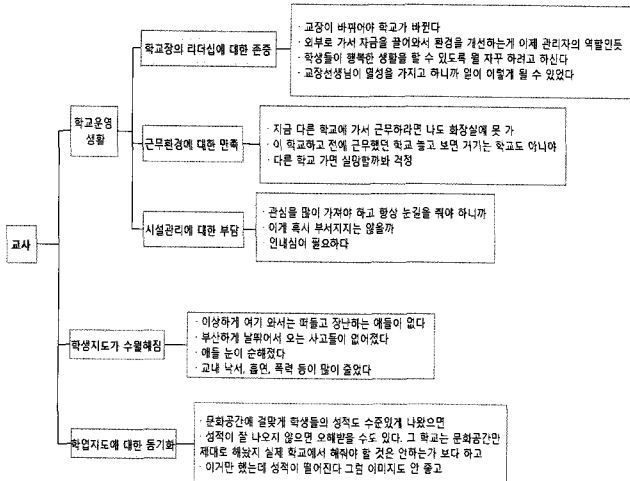 학교장의 리더십에 대한 존중
· 교장이 바뀌어야 학교가 바뀐다
· 외부로 가서 자금을 끌어와서 환경을 개선하는게 이제 관리자의 역할인듯
· 학생들이 행복한 생활을 할 수 있도록 뭘 자꾸 하려고 하신다
· 교장선생님이 열성을 가지고 하니까 일이 이렇게 될 수 있었다
학교운영
생활
근무환경에 대한 만족
· 지금 다른 학교에 가서 근무하라면 나도 화장실에 못 가
· 이 학교하고 전에 근무했던 학교 놓고 보면 거기는 학교도 아니야
· 다른 학교 가면 실망할까봐 걱정
시설관리에 대한 부담
· 관심를 많이 가져야 하고 항상 눈길을 줘야 하니까
· 이게 혹시 부서지지는 않을까
· 인내심이 필요하다
교사
학생지도가 수월해짐
· 이상하게 여기 와서는 떠들고 장난하는 애들이 없다
· 부산하게 날뛰어서 오는 사고들이 없어졌다
· 애들 눈이 순해졌다
· 교내 낙서, 흡연, 폭력 등이 많이 줄었다
학업지도에 대한 동기화
· 문화공간에 걸맞게 학생들의 성적도 수준있게 나왔으면
· 성적이 잘 나오지 않으면 오해받을 수도 있다. 그 학교는 문화공간만
제대로 해놨지 실제 학교에서 해줘야 할 것은 안하는가 보다 하고
· 이거만 했는데 성적이 떨어진다 그럼 이미지도 안 좋고